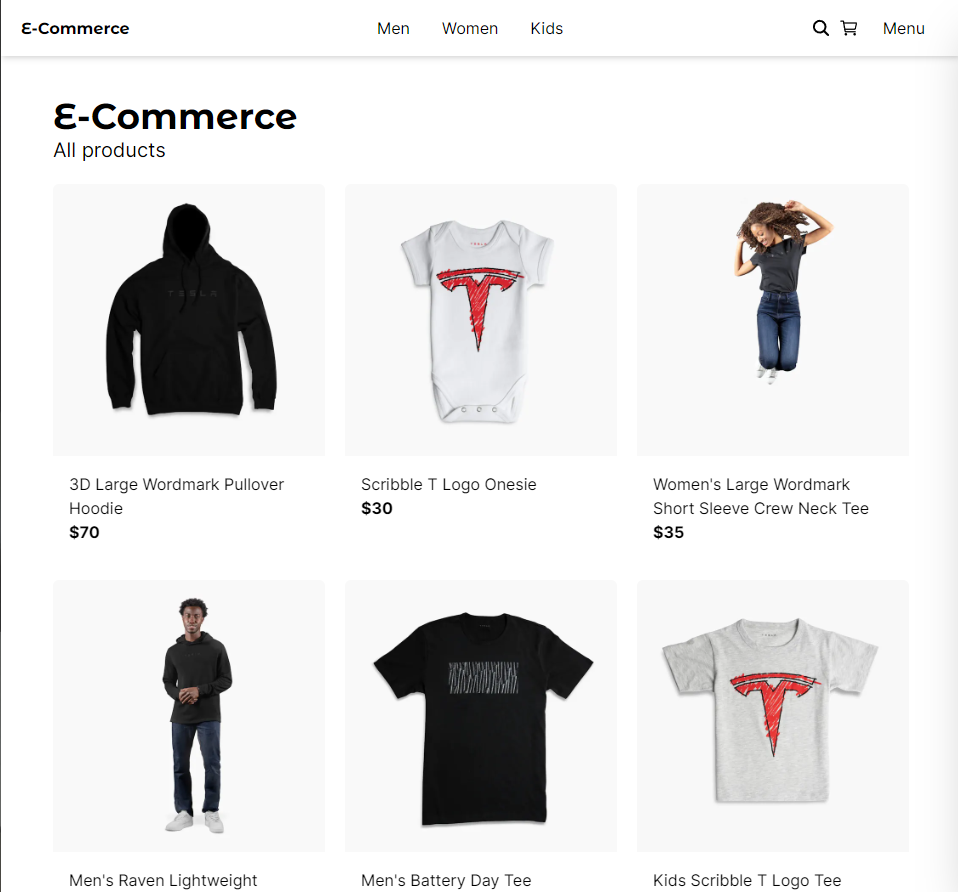 E-Commerce
Men
Women
Kids
Menu
E-Commerce
All products
TESLA
TESLA
3D Large Wordmark Pullover
Hoodie
$70
Scribble T Logo Onesie
$30
Women's Large Wordmark
Short Sleeve Crew Neck Tee
$35
TESLA
Men's Raven Lightweight
Men's Battery Day Tee
Kids Scribble T Logo Tee